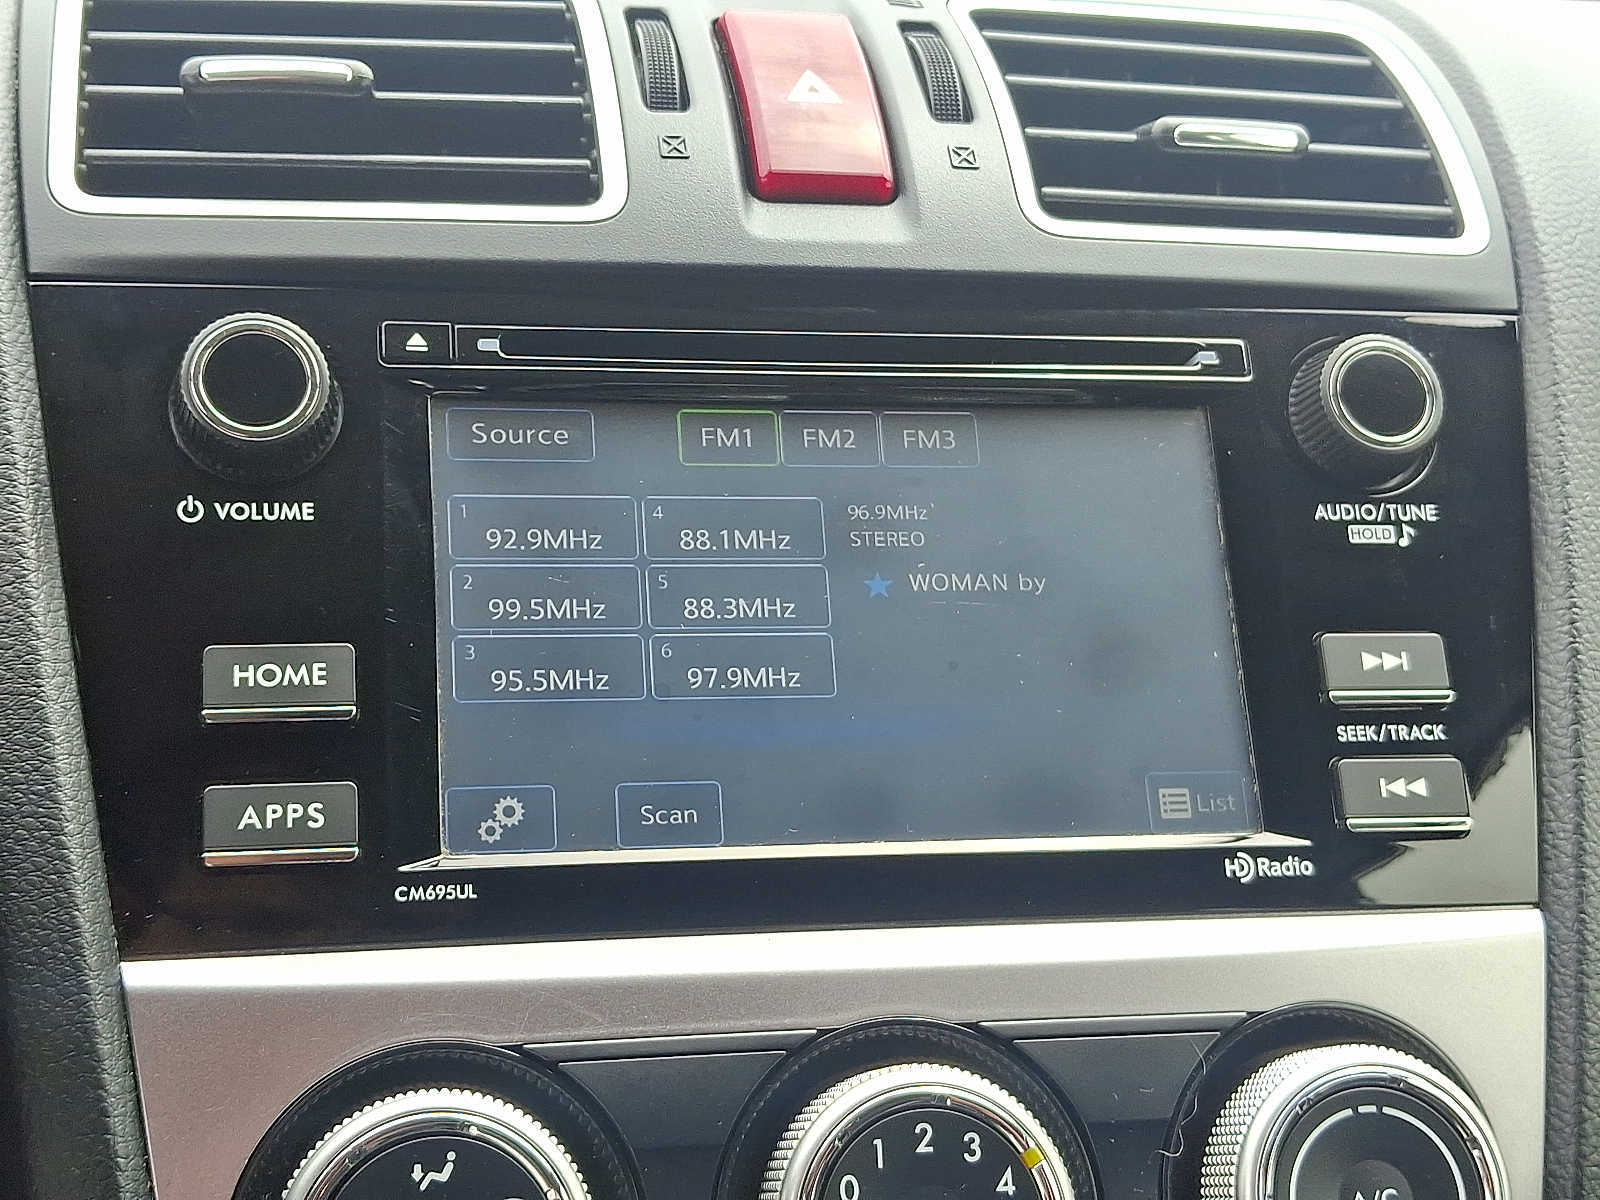 VOLUME
AUDIO/TUNE
HOLD
Source
FM1 FM2 FM3
1 92.9MHz
4 88.1MHz
96.9MHz
STEREO
2 99.5MHz
5 88.3MHz
WOMAN by
3 95.5MHz
6 97.9MHz
HOME
SEEK/TRACK
APPS
Scan
List
CM695UL
HD Radio
0 1 2 3 4
A/C